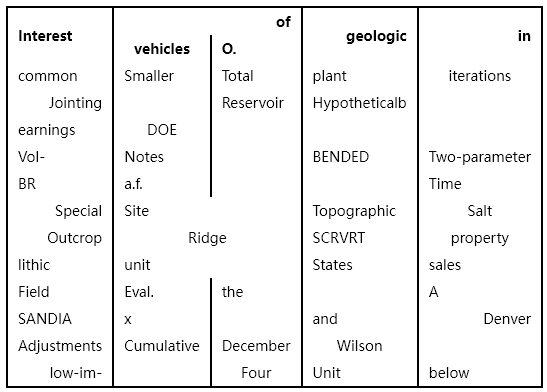 Interest of geologic in
vehicles O.
common Smaller Total plant iterations
Jointing Reservoir Hypotheticalb
earnings DOE
Vol- Notes BENDED Two-parameter
BR a.f. Time
Special Site Topographic Salt
Outcrop Ridge SCRVRT property
lithic unit States sales
Field Eval. the A
SANDIA x and Denver
Adjustments Cumulative December Wilson
low-im- Four Unit below